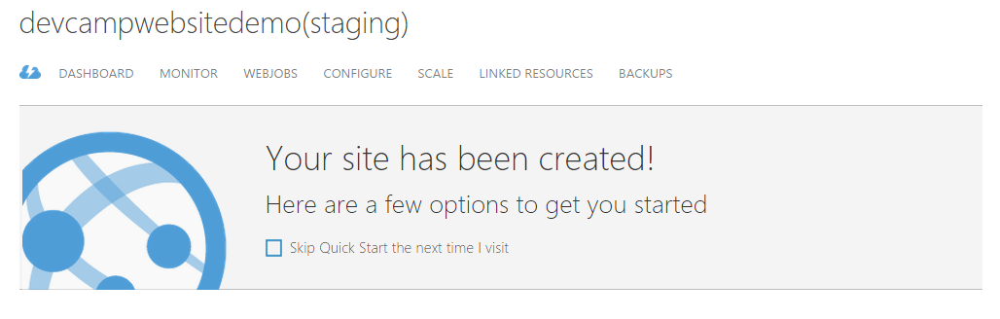 devcampwebsitedemo(staging)
DASHBOARD MONITOR WEBJOBS CONFIGURE SCALE LINKED RESOURCES BACKUPS
Your site has been created!
Here are a few options to get you started
Skip Quick Start the next time I visit